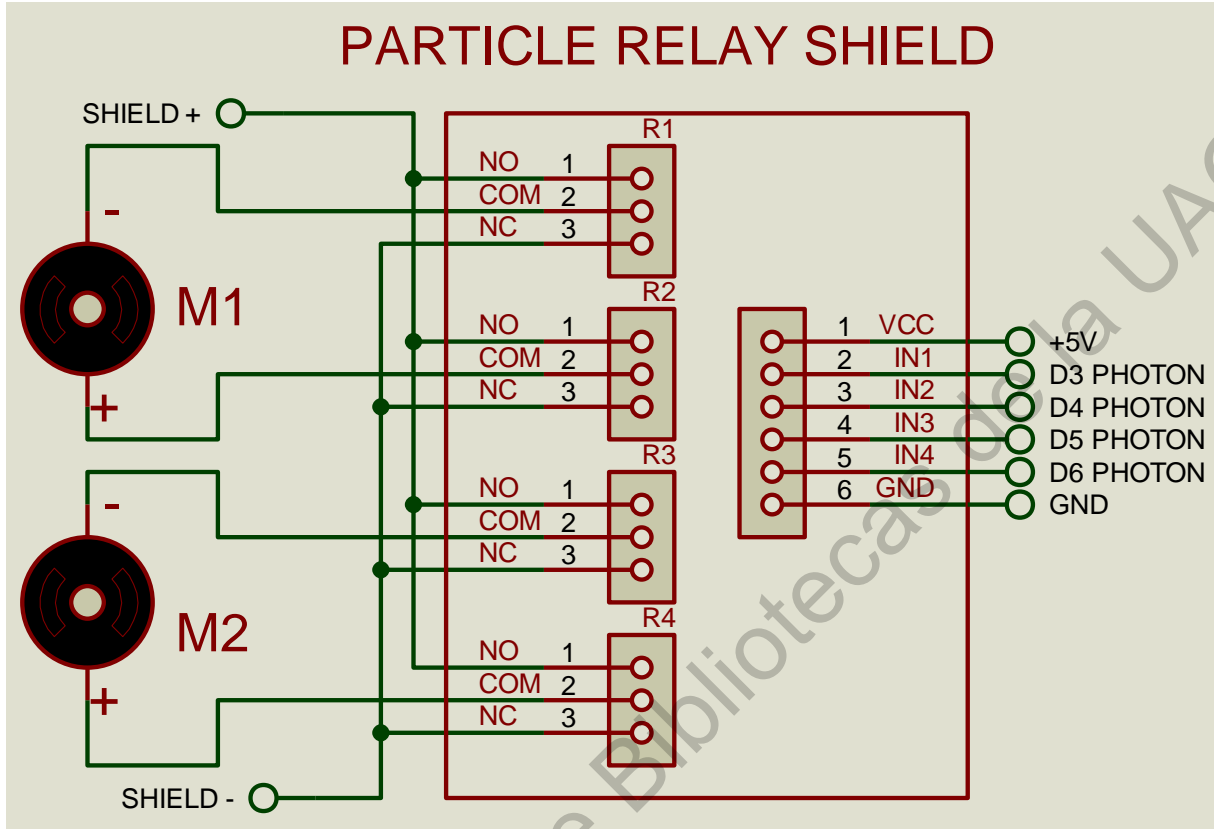 PARTICLE RELAY SHIELD
SHIELD +
R1
NO 1
COM 2
NC 3
-
M1
+
R2
NO 1
COM 2
NC 3
1 VCC +5V
2 IN1 D3 PHOTON
3 IN2 D4 PHOTON
4 IN3 D5 PHOTON
5 IN4 D6 PHOTON
6 GND GND
R3
NO 1
COM 2
NC 3
-
M2
+
R4
NO 1
COM 2
NC 3
SHIELD -
Bibliotecas de la